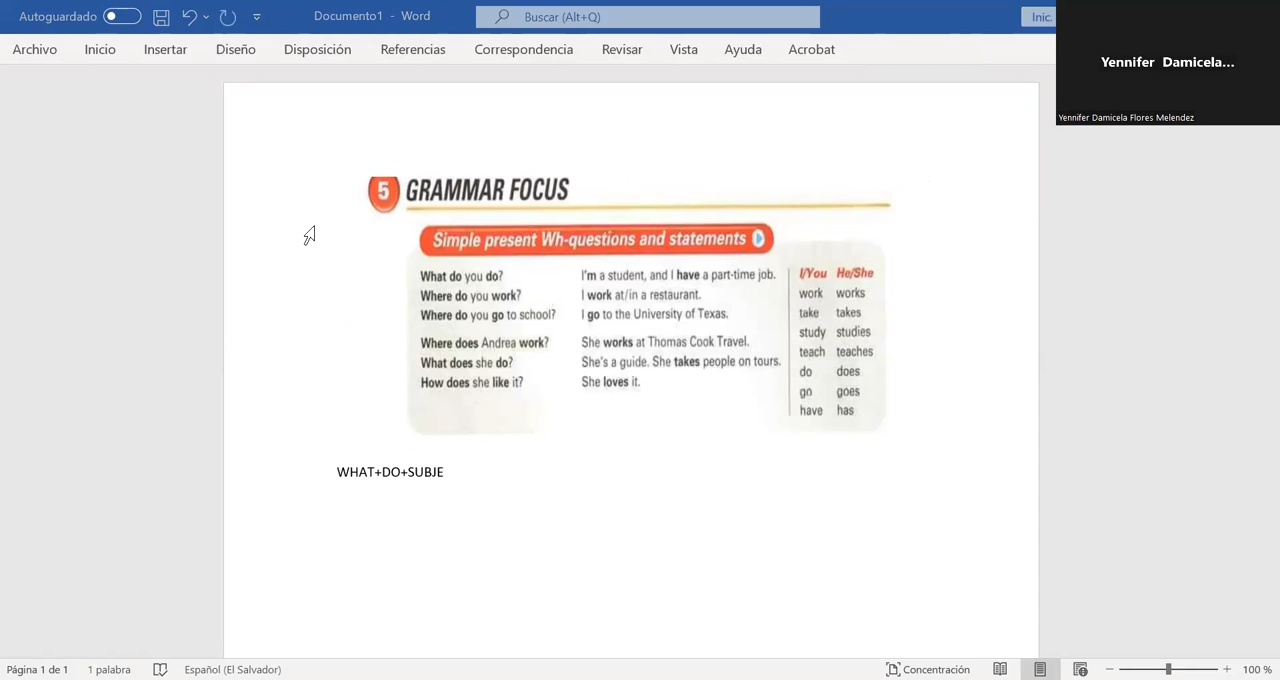 Autoguardado
Documento1 - Word
Buscar (Alt+Q)
Inic.
Archivo Inicio Insertar Diseño Disposición Referencias Correspondencia Revisar Vista Ayuda Acrobat
Yennifer Damicela...
Yennifer Damicela Flores Melendez
5 GRAMMAR FOCUS
Simple present Wh-questions and statements
What do you do? I'm a student, and I have a part-time job.
Where do you work? I work at/in a restaurant.
Where do you go to school? I go to the University of Texas.
Where does Andrea work? She works at Thomas Cook Travel.
What does she do? She's a guide. She takes people on tours.
How does she like it? She loves it.
I/You He/She
work works
take takes
study studies
teach teaches
do does
go goes
have has
WHAT+DO+SUBJE
Página 1 de 1 1 palabra Español (El Salvador) Concentración 100 %